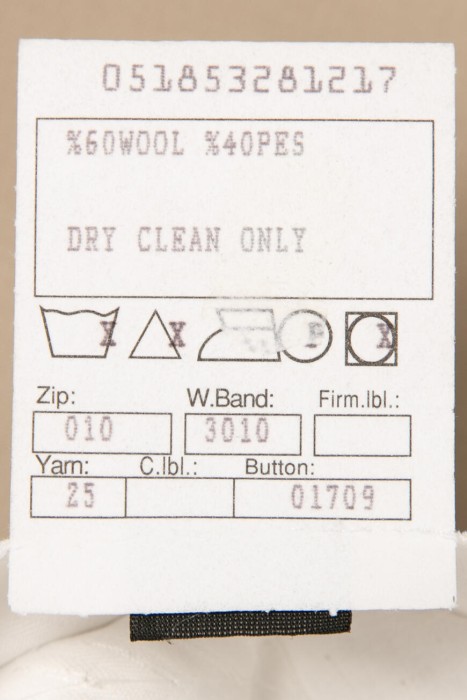 051853281217
%60WOOL %40PES
DRY CLEAN ONLY
X X P X
Zip: W.Band: Firm.lbl.:
010 3010
Yarn: C.lbl.: Button:
25 01709